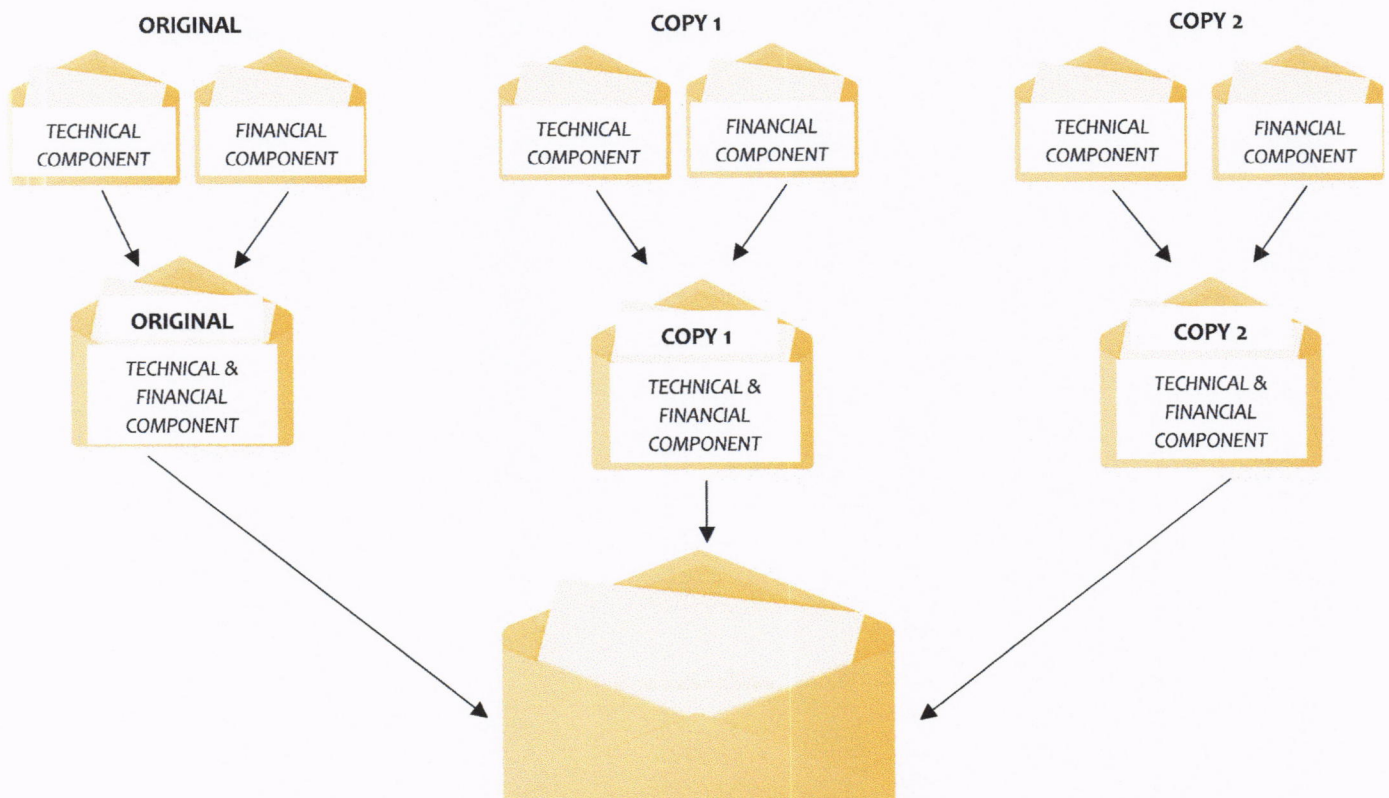 ORIGINAL
TECHNICAL
COMPONENT
FINANCIAL
COMPONENT
ORIGINAL
TECHNICAL &
FINANCIAL
COMPONENT
COPY 1
TECHNICAL
COMPONENT
FINANCIAL
COMPONENT
COPY 1
TECHNICAL &
FINANCIAL
COMPONENT
COPY 2
TECHNICAL
COMPONENT
FINANCIAL
COMPONENT
COPY 2
TECHNICAL &
FINANCIAL
COMPONENT